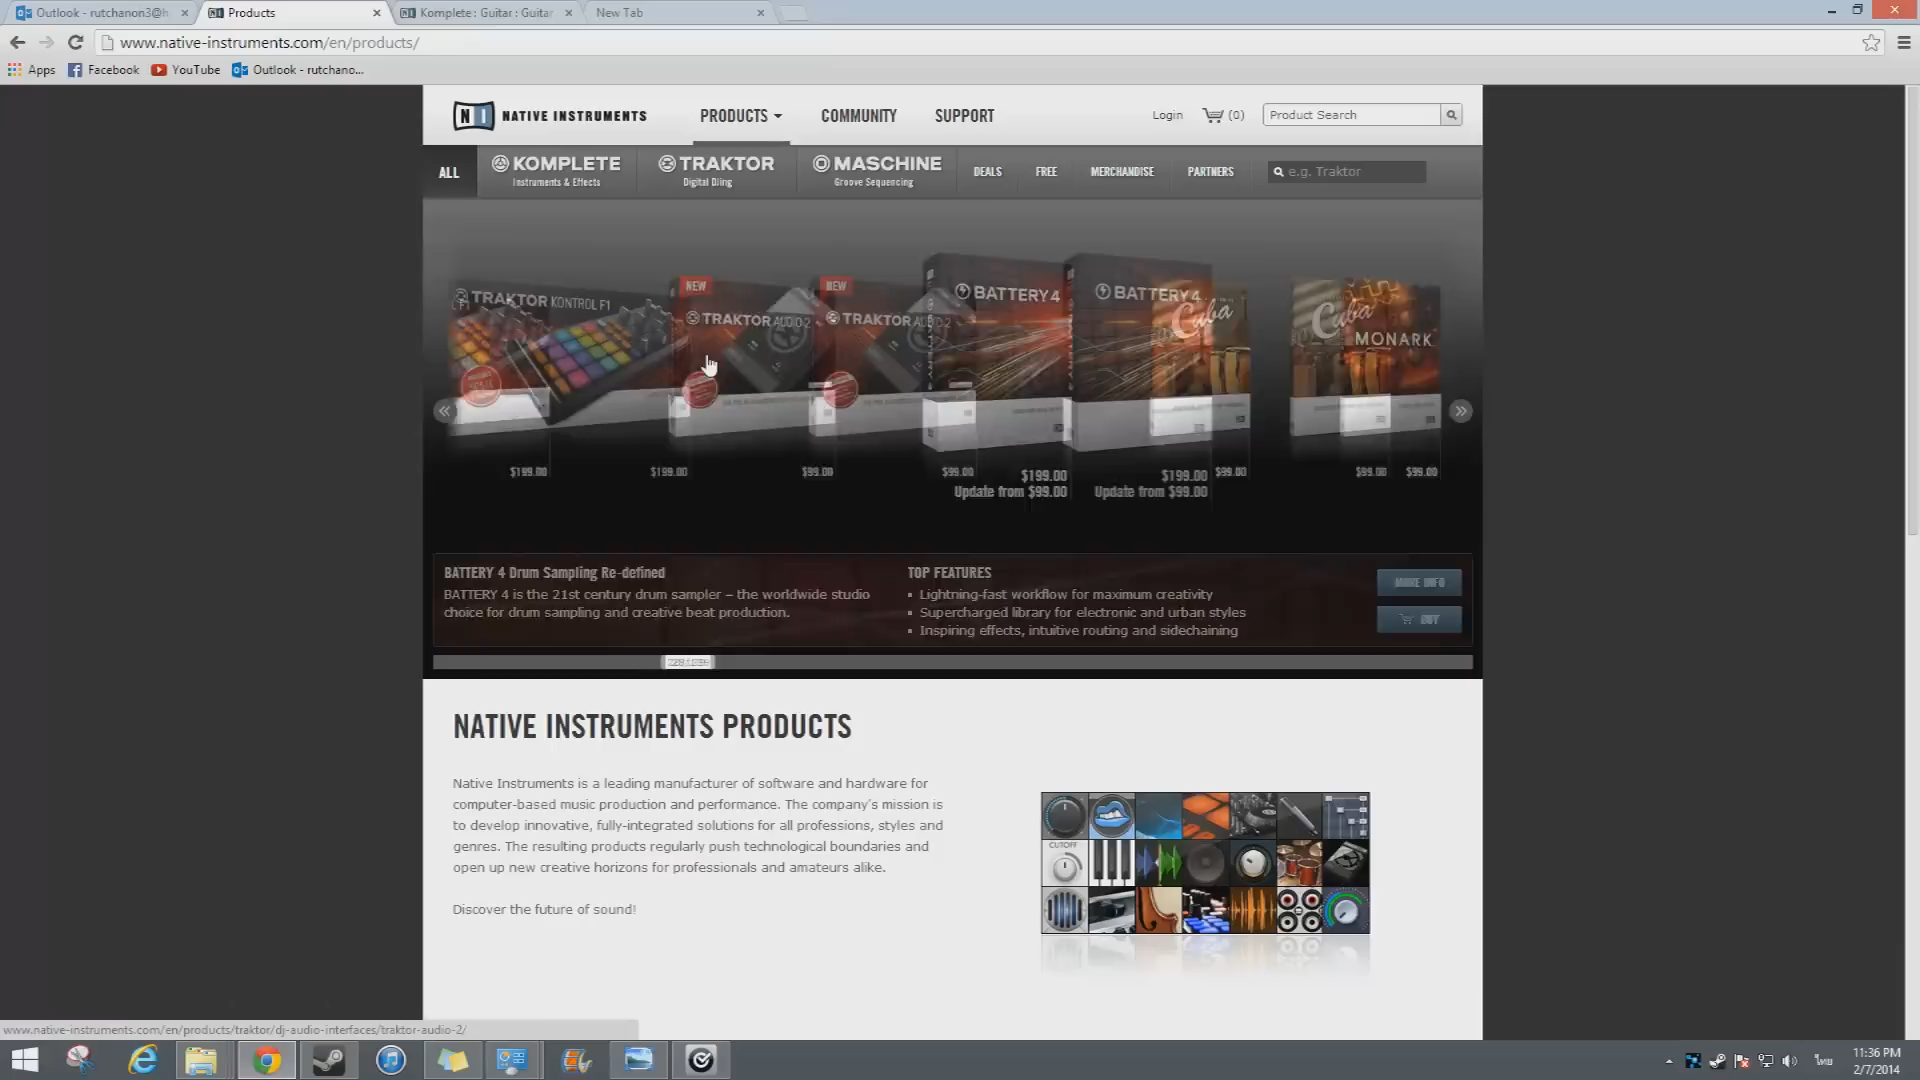 Outlook - rutchanon3@h
Products
Komplete : Guitar : Guitar
New Tab
www.native-instruments.com/en/products/
Apps
Facebook
YouTube
Outlook - rutchano...
NI NATIVE INSTRUMENTS
PRODUCTS
COMMUNITY
SUPPORT
Login
(0)
Product Search
ALL
KOMPLETE
Instruments & Effects
TRAKTOR
Digital DJing
MASCHINE
Groove Sequencing
DEALS
FREE
MERCHANDISE
PARTNERS
e.g. Traktor
TRAKTOR KONTROL F1
NEW
TRAKTOR AUDIO 2
NEW
TRAKTOR AUDIO 2
BATTERY 4
BATTERY 4
Cuba
Cuba
MONARK
$199.00
$199.00
$99.00
$99.00
$199.00
Update from $99.00
$199.00
Update from $99.00
$99.00
$99.00
$99.00
BATTERY 4 Drum Sampling Re-defined
BATTERY 4 is the 21st century drum sampler – the worldwide studio
choice for drum sampling and creative beat production.
TOP FEATURES
Lightning-fast workflow for maximum creativity
Supercharged library for electronic and urban styles
Inspiring effects, intuitive routing and sidechaining
MORE INFO
BUY
NATIVE INSTRUMENTS PRODUCTS
Native Instruments is a leading manufacturer of software and hardware for
computer-based music production and performance. The company's mission is
to develop innovative, fully-integrated solutions for all professions, styles and
genres. The resulting products regularly push technological boundaries and
open up new creative horizons for professionals and amateurs alike.
Discover the future of sound!
CUTOFF
www.native-instruments.com/en/products/traktor/dj-audio-interfaces/traktor-audio-2/
11:36 PM
2/7/2014